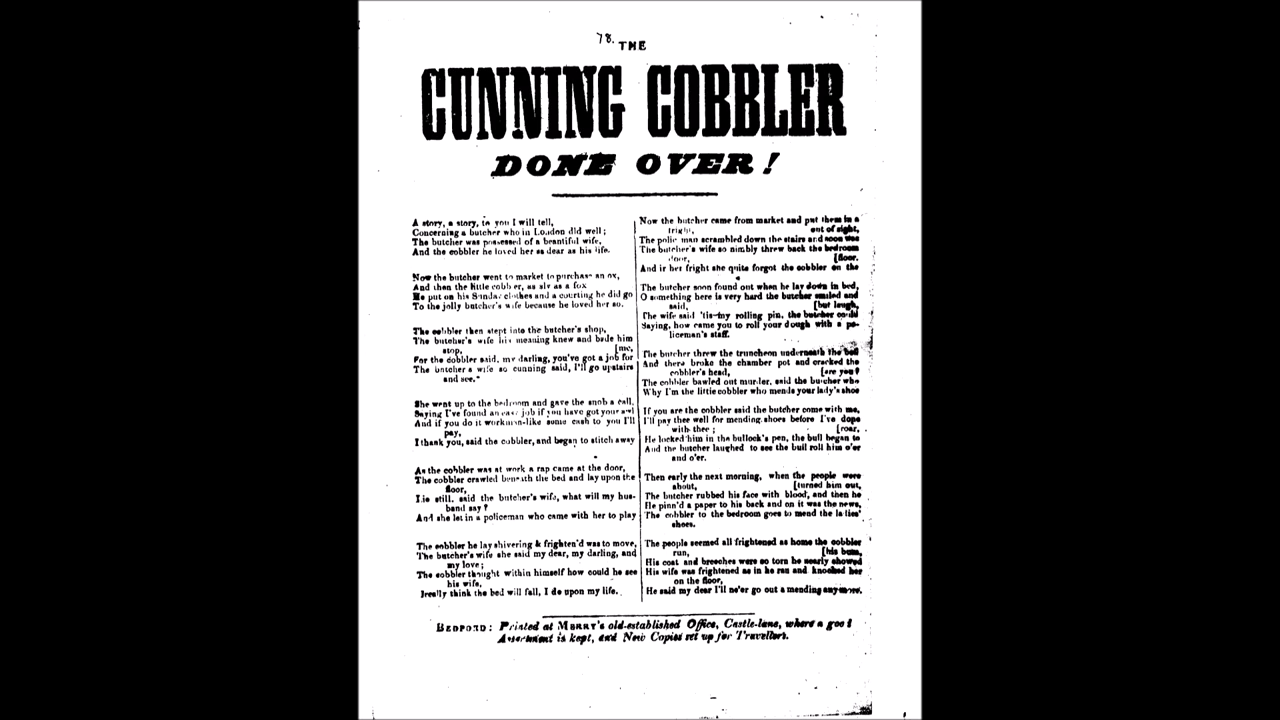 78. THE
CUNNING COBBLER
DONE OVER!
A story, a story, to you I will tell,
Concerning a butcher who in London did well;
The butcher was possessed of a beautiful wife,
And the cobbler he loved her as dear as his life.
Now the butcher went to market to purchase an ox,
And then the little cobbler, as sly as a fox
He put on his Sunday clothes and a courting he did go
To the jolly butcher's wife because he loved her so.
The cobbler then stept into the butcher's shop,
The butcher's wife his meaning knew and bade him
stop, [me,
For the cobbler said, my darling, you've got a job for
The butcher's wife so cunning said, I'll go upstairs
and see."
She went up to the bedroom and gave the snob a call,
Saying I've found an easy job if you have got your awl
And if you do it workman-like some cash to you I'll
pay,
I thank you, said the cobbler, and began to stitch away
As the cobbler was at work a rap came at the door,
The cobbler crawled beneath the bed and lay upon the
floor,
Lie still, said the butcher's wife, what will my hus-
band say?
And she let in a policeman who came with her to play
The cobbler he lay shivering & frighten'd was to move,
The butcher's wife she said my dear, my darling, and
my love;
The cobbler thought within himself how could he see
his wife,
I really think the bed will fall, I do upon my life.
Now the butcher came from market and put them in a
fright, out of sight,
The police man scrambled down the stairs and soon was
The butcher's wife so nimbly threw back the bedroom
door, [floor.
And in her fright she quite forgot the cobbler on the
The butcher soon found out when he lay down in bed,
O something here is very hard the butcher smiled and
said, [but laugh,
The wife said 'tis my rolling pin, the butcher could
Saying, how came you to roll your dough with a po-
liceman's staff.
The butcher threw the truncheon underneath the bed
And there broke the chamber pot and cracked the
cobbler's head, [are you?
The cobbler bawled out murder, said the butcher who
Why I'm the little cobbler who mends your lady's shoe
If you are the cobbler said the butcher come with me,
I'll pay thee well for mending shoes before I've dope
with thee; [roar,
He locked him in the bullock's pen, the bull began to
And the butcher laughed to see the bull roll him o'er
and o'er.
Then early the next morning, when the people were
about, [turned him out,
The butcher rubbed his face with blood, and then he
He pinn'd a paper to his back and on it was the news,
The cobbler to the bedroom goes to mend the ladies'
shoes.
The people seemed all frightened as home the cobbler
run, [his bum,
His coat and breeches were so torn he nearly showed
His wife was frightened as in he ran and knocked her
on the floor,
He said my dear I'll ne'er go out a mending anymore.
BEDFORD: Printed at MERRY's old-established Office, Castle-lane, where a good
Assortment is kept, and New Copies set up for Travellers.